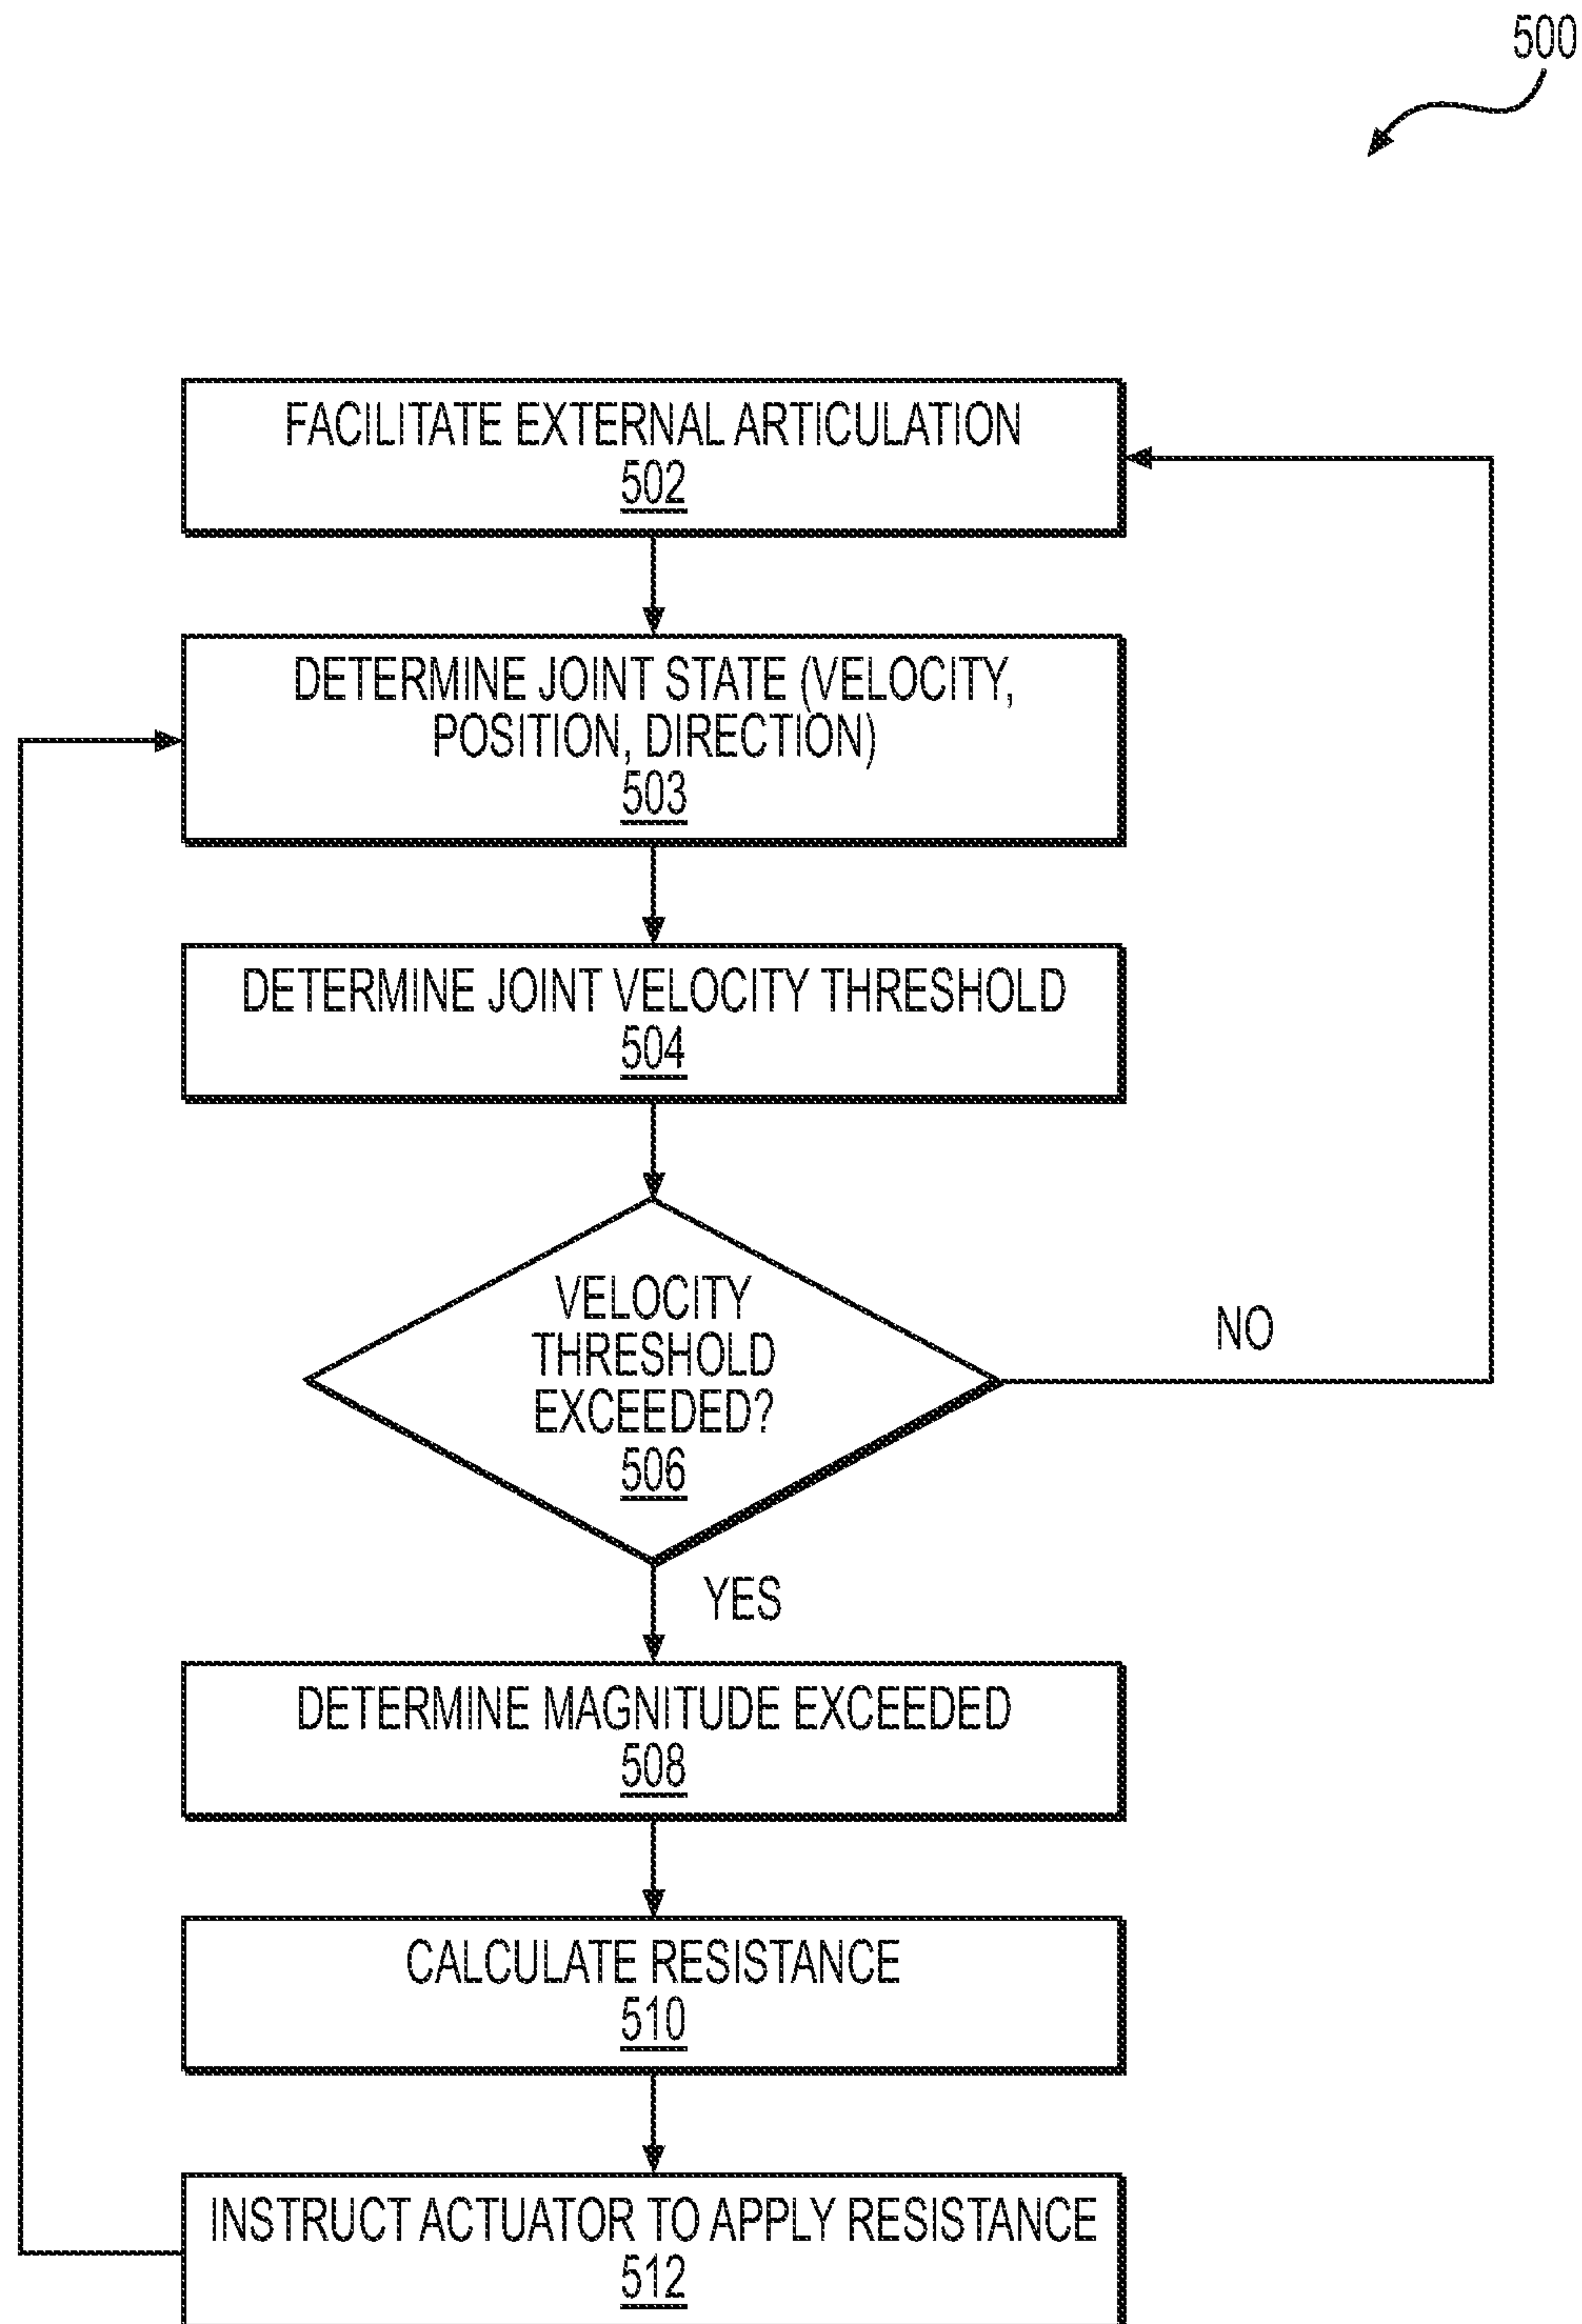 500
FACILITATE EXTERNAL ARTICULATION
502
DETERMINE JOINT STATE (VELOCITY,
POSITION, DIRECTION)
503
DETERMINE JOINT VELOCITY THRESHOLD
504
VELOCITY
THRESHOLD
EXCEEDED?
506
NO
YES
DETERMINE MAGNITUDE EXCEEDED
508
CALCULATE RESISTANCE
510
INSTRUCT ACTUATOR TO APPLY RESISTANCE
512